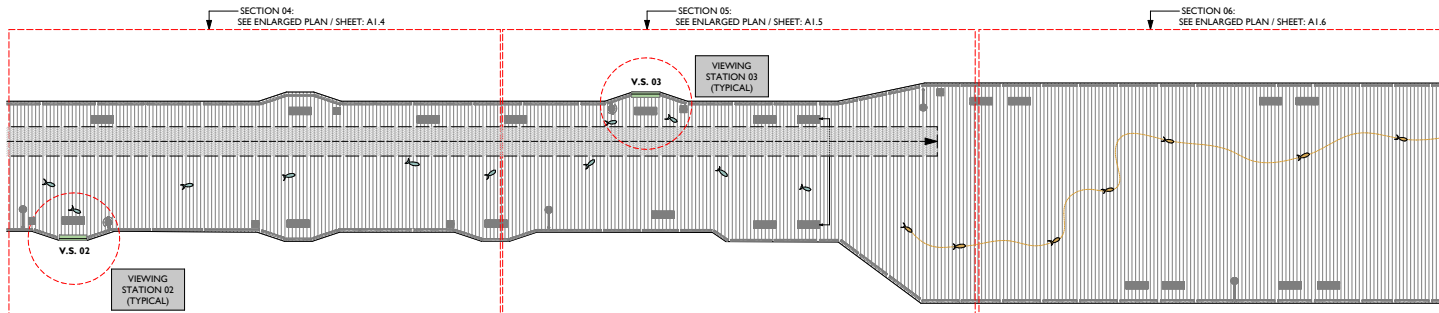 SECTION 04:
SEE ENLARGED PLAN / SHEET: A1.4
SECTION 05:
SEE ENLARGED PLAN / SHEET: A1.5
SECTION 06:
SEE ENLARGED PLAN / SHEET: A1.6
V.S. 03
VIEWING
STATION 03
(TYPICAL)
V.S. 02
VIEWING
STATION 02
(TYPICAL)